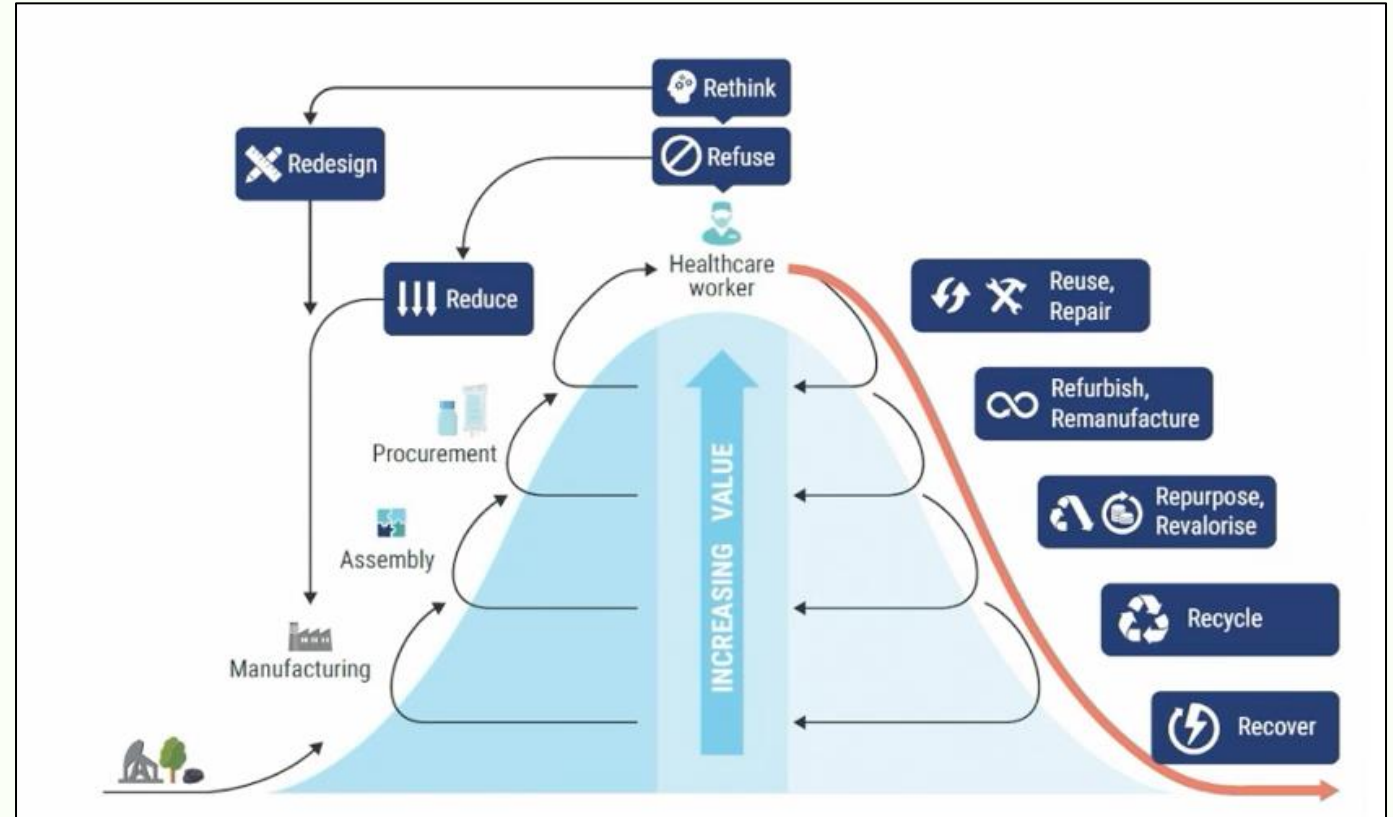 Rethink
Redesign
Refuse
Reduce
Healthcare
worker
Reuse,
Repair
Refurbish,
Remanufacture
Procurement
Repurpose,
Revalorise
Assembly
INCREASING VALUE
Recycle
Manufacturing
Recover